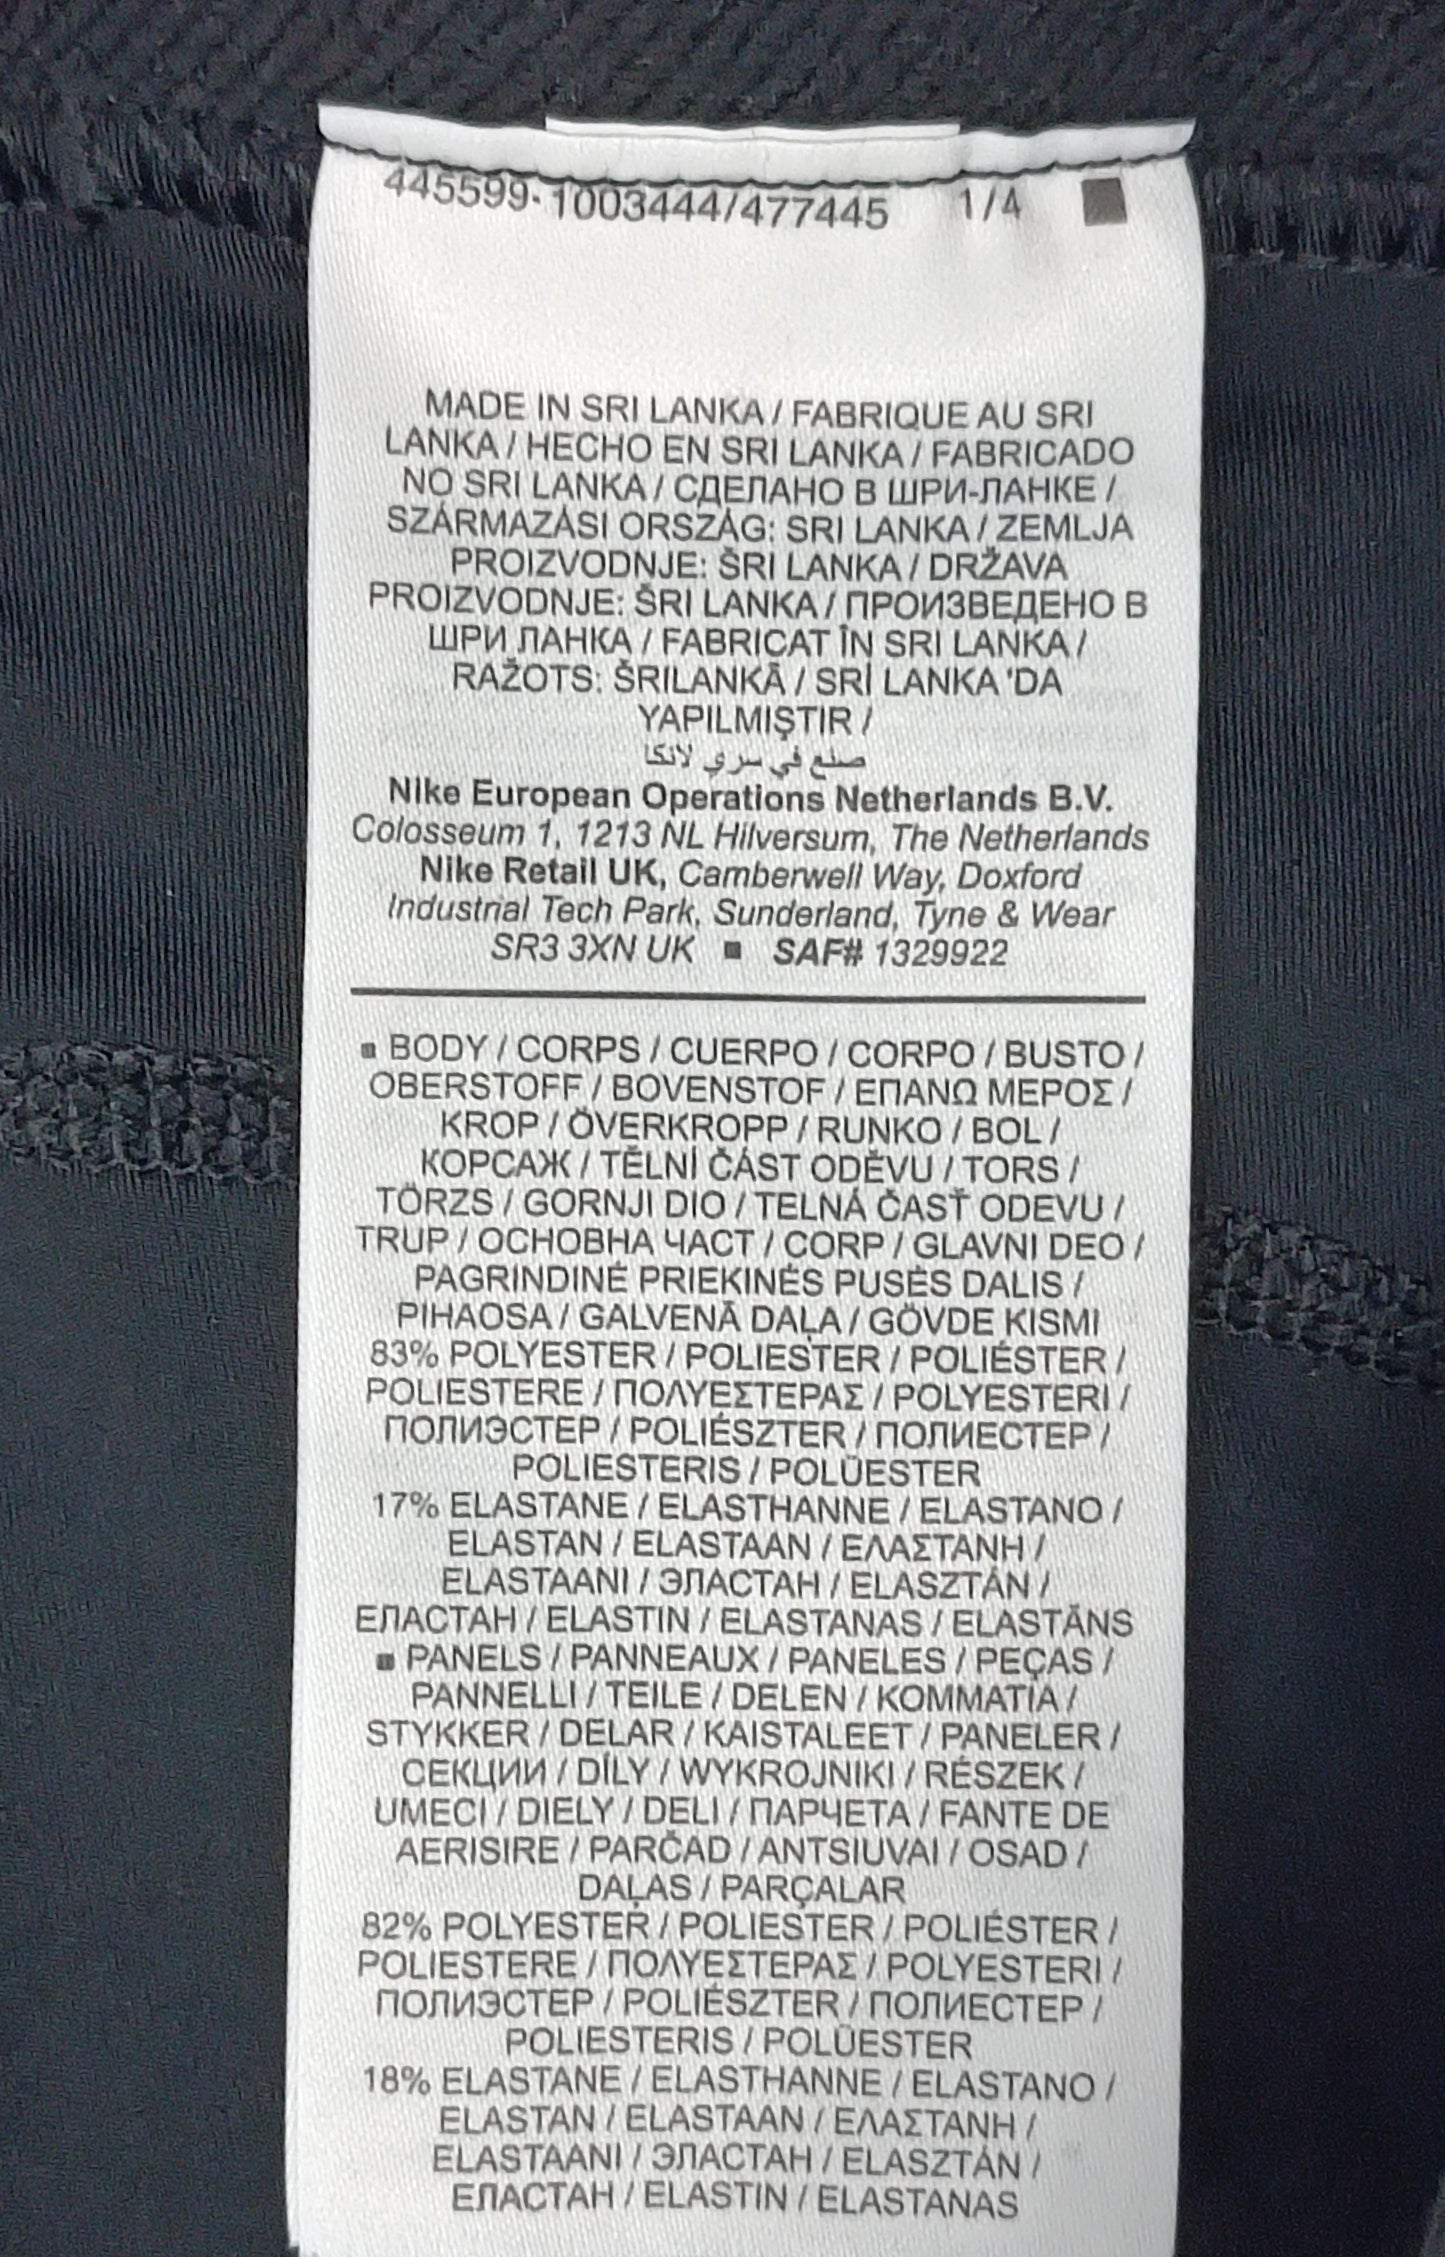 445599-1003444/477445 1/4
MADE IN SRI LANKA / FABRIQUE AU SRI
LANKA / HECHO EN SRI LANKA / FABRICADO
NO SRI LANKA / СДЕЛАНО В ШРИ-ЛАНКЕ /
SZÁRMAZÁSI ORSZÁG: SRI LANKA / ZEMLJA
PROIZVODNJE: ŠRI LANKA / DRŽAVA
PROIZVODNJE: ŠRI LANKA / ПРОИЗВЕДЕНО В
ШРИ ЛАНКА / FABRICAT ÎN SRI LANKA /
RAŽOTS: ŠRILANKĀ / SRİ LANKA 'DA
YAPILMIŞTIR /
صنع في سري لانكا
Nike European Operations Netherlands B.V.
Colosseum 1, 1213 NL Hilversum, The Netherlands
Nike Retail UK, Camberwell Way, Doxford
Industrial Tech Park, Sunderland, Tyne & Wear
SR3 3XN UK ■ SAF# 1329922
■ BODY / CORPS / CUERPO / CORPO / BUSTO /
OBERSTOFF / BOVENSTOF / ΕΠΑΝΩ ΜΕΡΟΣ /
KROP / ÖVERKROPP / RUNKO / BOL /
КОРСАЖ / TĚLNÍ ČÁST ODĚVU / TORS /
TÖRZS / GORNJI DIO / TELNÁ ČASŤ ODEVU /
TRUP / ОСНОВНА ЧАСТ / CORP / GLAVNI DEO /
PAGRINDINĖ PRIEKINĖS PUSĖS DALIS /
PIHAOSA / GALVENĀ DAĻA / GÖVDE KISMI
83% POLYESTER / POLIESTER / POLIÉSTER /
POLIESTERE / ΠΟΛΥΕΣΤΕΡΑΣ / POLYESTERI /
ПОЛИЭСТЕР / POLIÉSZTER / ПОЛИЕСТЕР /
POLIESTERIS / POLÜESTER
17% ELASTANE / ELASTHANNE / ELASTANO /
ELASTAN / ELASTAAN / ΕΛΑΣΤΑΝΗ /
ELASTAANI / ЭЛАСТАН / ELASZTÁN /
ЕЛАСТАН / ELASTIN / ELASTANAS / ELASTĀNS
■ PANELS / PANNEAUX / PANELES / PEÇAS /
PANNELLI / TEILE / DELEN / ΚΟΜΜΑΤΙΑ /
STYKKER / DELAR / KAISTALEET / PANELER /
СЕКЦИИ / DÍLY / WYKROJNIKI / RÉSZEK /
UMECI / DIELY / DELI / ПАРЧЕТА / FANTE DE
AERISIRE / PARČAD / ANTSIUVAI / OSAD /
DAĻAS / PARÇALAR
82% POLYESTER / POLIESTER / POLIÉSTER /
POLIESTERE / ΠΟΛΥΕΣΤΕΡΑΣ / POLYESTERI /
ПОЛИЭСТЕР / POLIÉSZTER / ПОЛИЕСТЕР /
POLIESTERIS / POLÜESTER
18% ELASTANE / ELASTHANNE / ELASTANO /
ELASTAN / ELASTAAN / ΕΛΑΣΤΑΝΗ /
ELASTAANI / ЭЛАСТАН / ELASZTÁN /
ЕЛАСТАН / ELASTIN / ELASTANAS